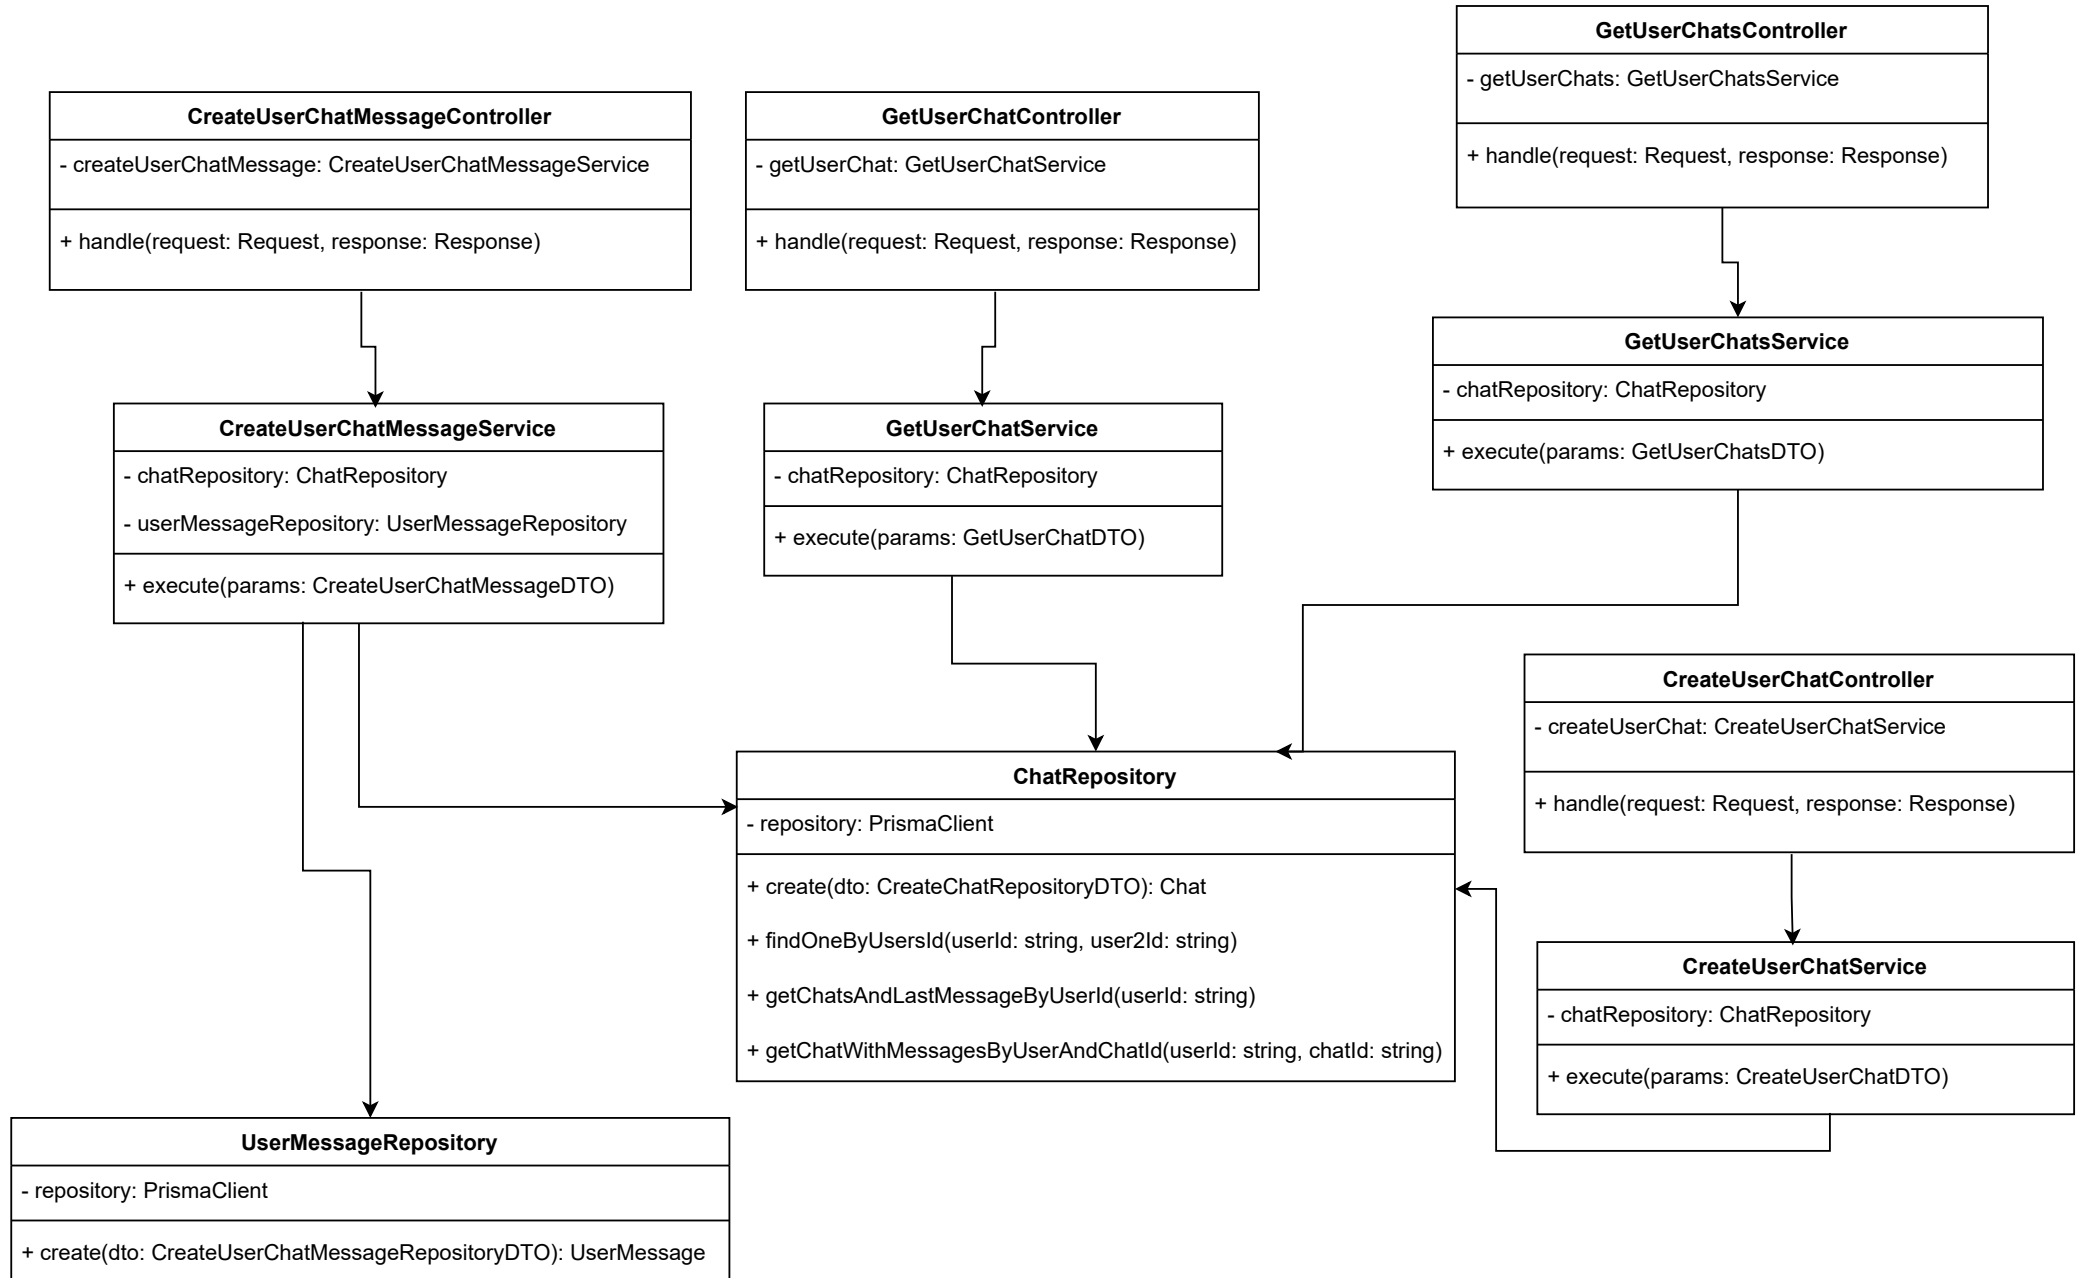 GetUserChatsController
- getUserChats: GetUserChatsService
+ handle(request: Request, response: Response)
CreateUserChatMessageController
- createUserChatMessage: CreateUserChatMessageService
+ handle(request: Request, response: Response)
GetUserChatController
- getUserChat: GetUserChatService
+ handle(request: Request, response: Response)
GetUserChatsService
- chatRepository: ChatRepository
+ execute(params: GetUserChatsDTO)
CreateUserChatMessageService
- chatRepository: ChatRepository
- userMessageRepository: UserMessageRepository
+ execute(params: CreateUserChatMessageDTO)
GetUserChatService
- chatRepository: ChatRepository
+ execute(params: GetUserChatDTO)
CreateUserChatController
- createUserChat: CreateUserChatService
+ handle(request: Request, response: Response)
ChatRepository
- repository: PrismaClient
+ create(dto: CreateChatRepositoryDTO): Chat
+ findOneByUsersId(userId: string, user2Id: string)
+ getChatsAndLastMessageByUserId(userId: string)
+ getChatWithMessagesByUserAndChatId(userId: string, chatId: string)
CreateUserChatService
- chatRepository: ChatRepository
+ execute(params: CreateUserChatDTO)
UserMessageRepository
- repository: PrismaClient
+ create(dto: CreateUserChatMessageRepositoryDTO): UserMessage